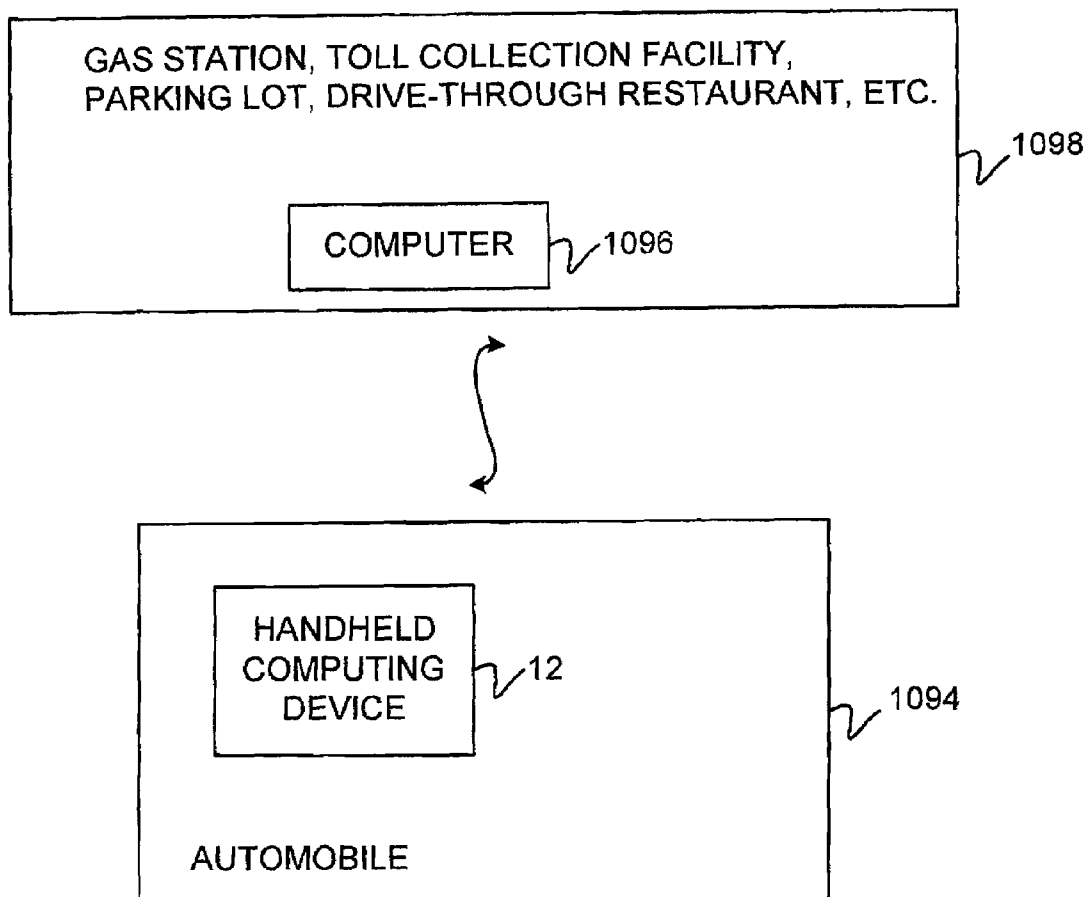 GAS STATION, TOLL COLLECTION FACILITY,
PARKING LOT, DRIVE-THROUGH RESTAURANT, ETC.
1098
COMPUTER
1096
HANDHELD
COMPUTING
DEVICE
12
1094
AUTOMOBILE